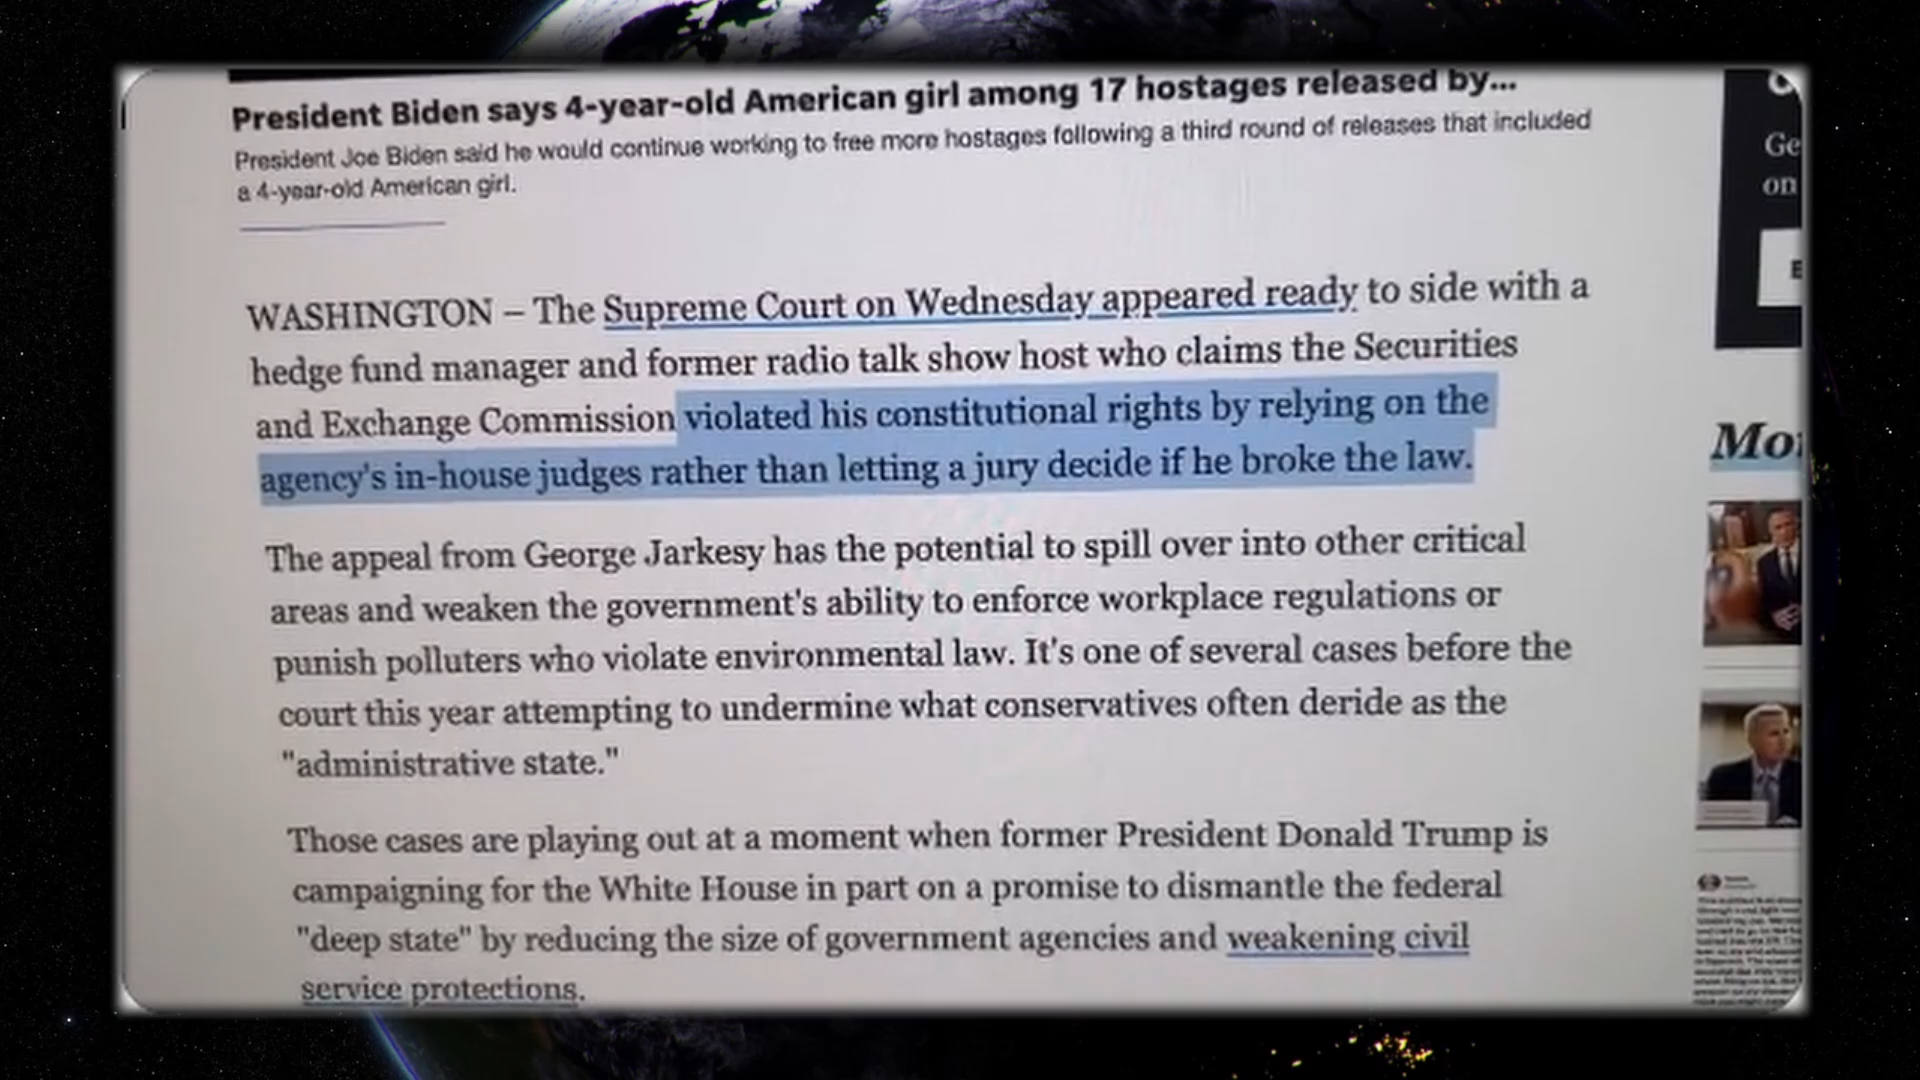 President Biden says 4-year-old American girl among 17 hostages released by...
President Joe Biden said he would continue working to free more hostages following a third round of releases that included
a 4-year-old American girl.
WASHINGTON – The Supreme Court on Wednesday appeared ready to side with a
hedge fund manager and former radio talk show host who claims the Securities
and Exchange Commission violated his constitutional rights by relying on the
agency's in-house judges rather than letting a jury decide if he broke the law.
The appeal from George Jarkesy has the potential to spill over into other critical
areas and weaken the government's ability to enforce workplace regulations or
punish polluters who violate environmental law. It's one of several cases before the
court this year attempting to undermine what conservatives often deride as the
"administrative state."
Those cases are playing out at a moment when former President Donald Trump is
campaigning for the White House in part on a promise to dismantle the federal
"deep state" by reducing the size of government agencies and weakening civil
service protections.
Ge
on
Mo